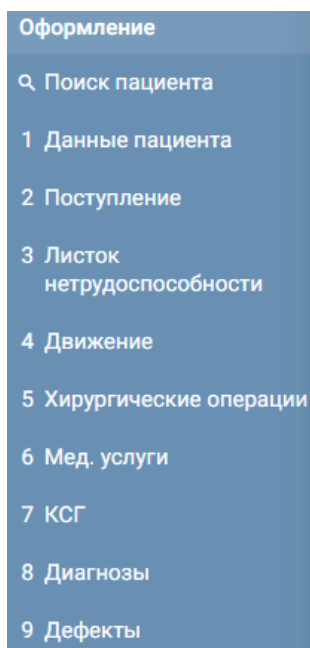 Оформление
Поиск пациента
1 Данные пациента
2 Поступление
3 Листок
нетрудоспособности
4 Движение
5 Хирургические операции
6 Мед. услуги
7 КСГ
8 Диагнозы
9 Дефекты